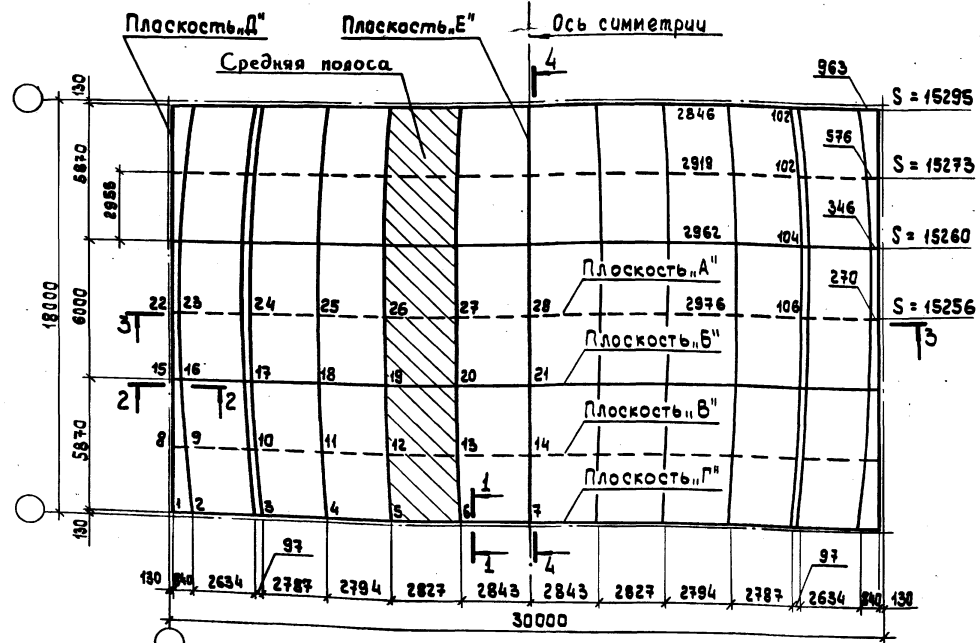 Плоскость„Д"
Плоскость„Е"
Ось симметрии
Средняя полоса
4
963
S = 15295
130
2846
102
576
5870
2918
102
S = 15273
2956
346
2962
104
S = 15260
Плоскость„А"
270
22 23 24 25 26 27 28
2976
106
S = 15256
3
3
18000
6000
Плоскость„Б"
15 16 17 18 19 20 21
2
2
Плоскость„В"
8 9 10 11 12 13 14
5870
Плоскость„Г"
1
1 2 3 4 5 6 7
130
97
1
4
97
130 840 2634 2787 2794 2827 2843 2843 2827 2794 2787 2634 840 130
30000